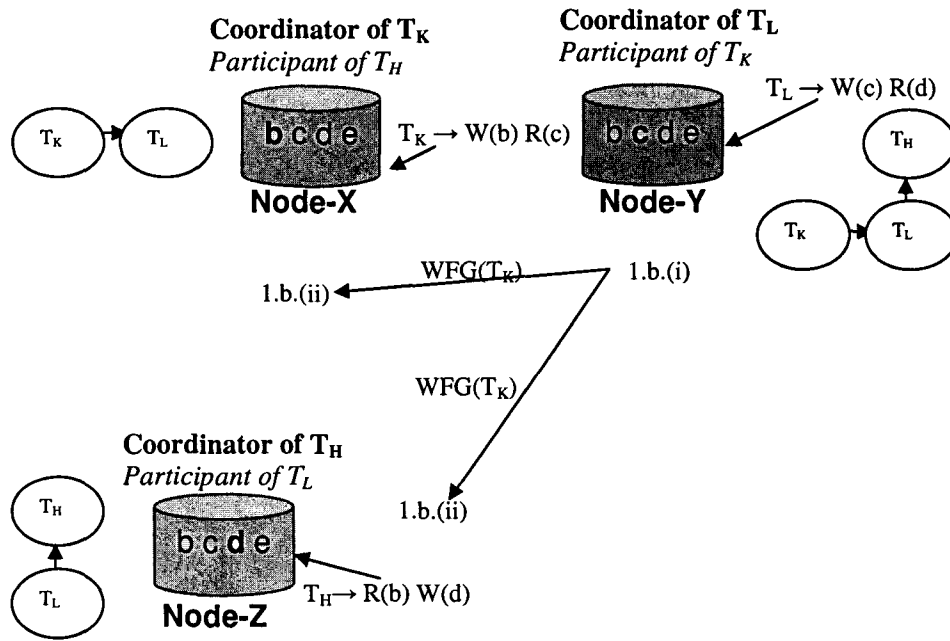 Coordinator of T_K
Participant of T_H
Coordinator of T_L
Participant of T_K
T_K
T_L
b c d e
T_K → W(b) R(c)
Node-X
b c d e
T_L → W(c) R(d)
Node-Y
T_H
T_K
T_L
WFG(T_K)
1.b.(i)
1.b.(ii)
WFG(T_K)
Coordinator of T_H
Participant of T_L
T_H
T_L
b c d e
1.b.(ii)
T_H → R(b) W(d)
Node-Z